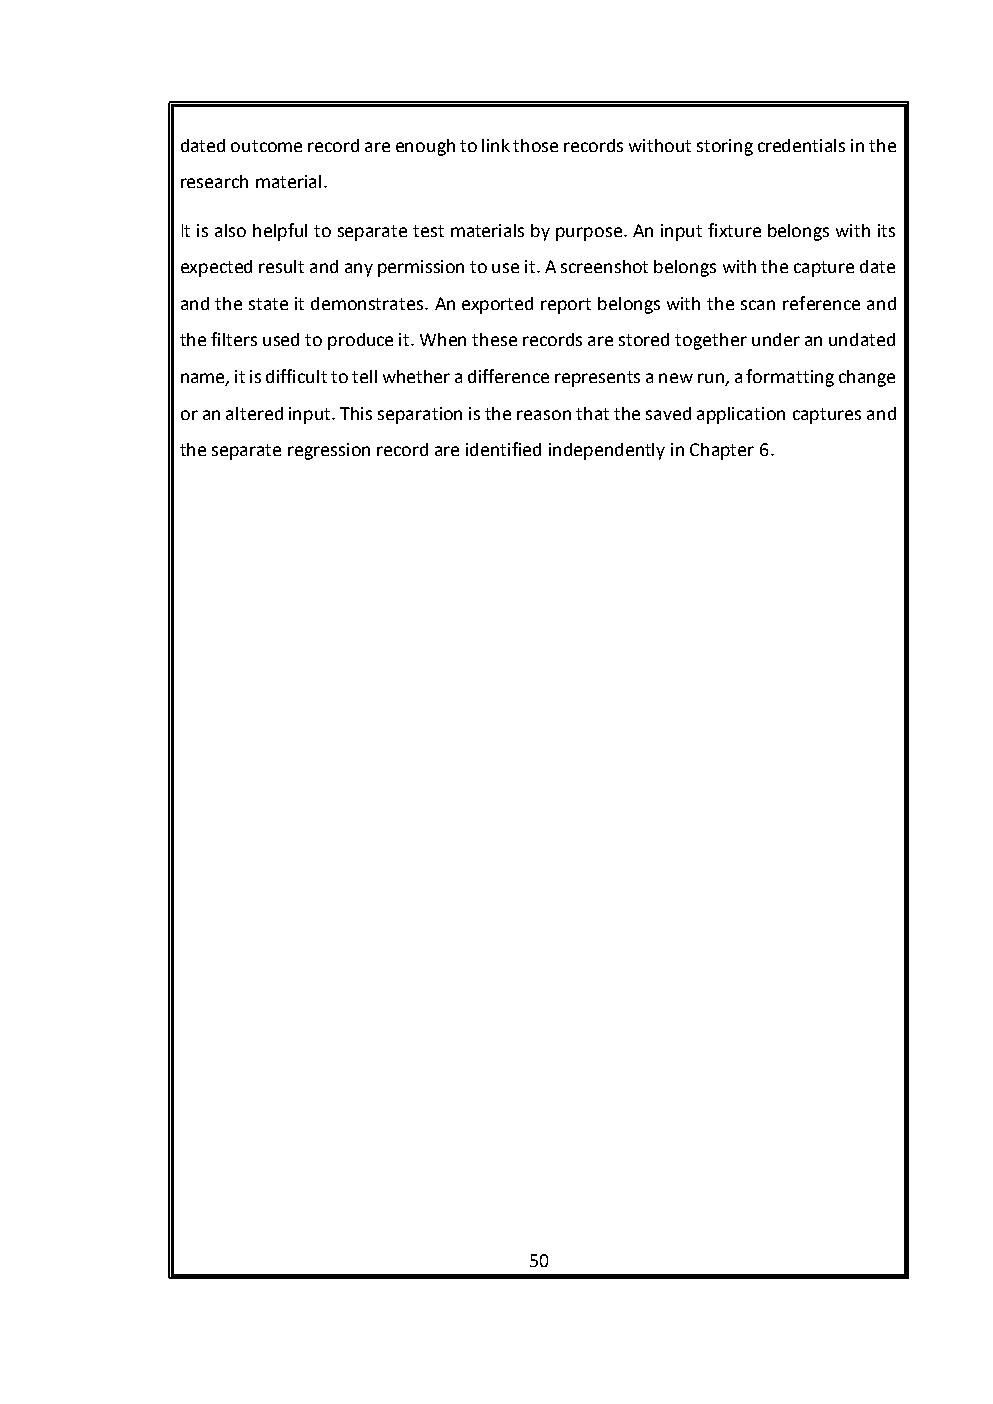 dated outcome record are enough to link those records without storing credentials in the
research material.
It is also helpful to separate test materials by purpose. An input fixture belongs with its
expected result and any permission to use it. A screenshot belongs with the capture date
and the state it demonstrates. An exported report belongs with the scan reference and
the filters used to produce it. When these records are stored together under an undated
name, it is difficult to tell whether a difference represents a new run, a formatting change
or an altered input. This separation is the reason that the saved application captures and
the separate regression record are identified independently in Chapter 6.
50